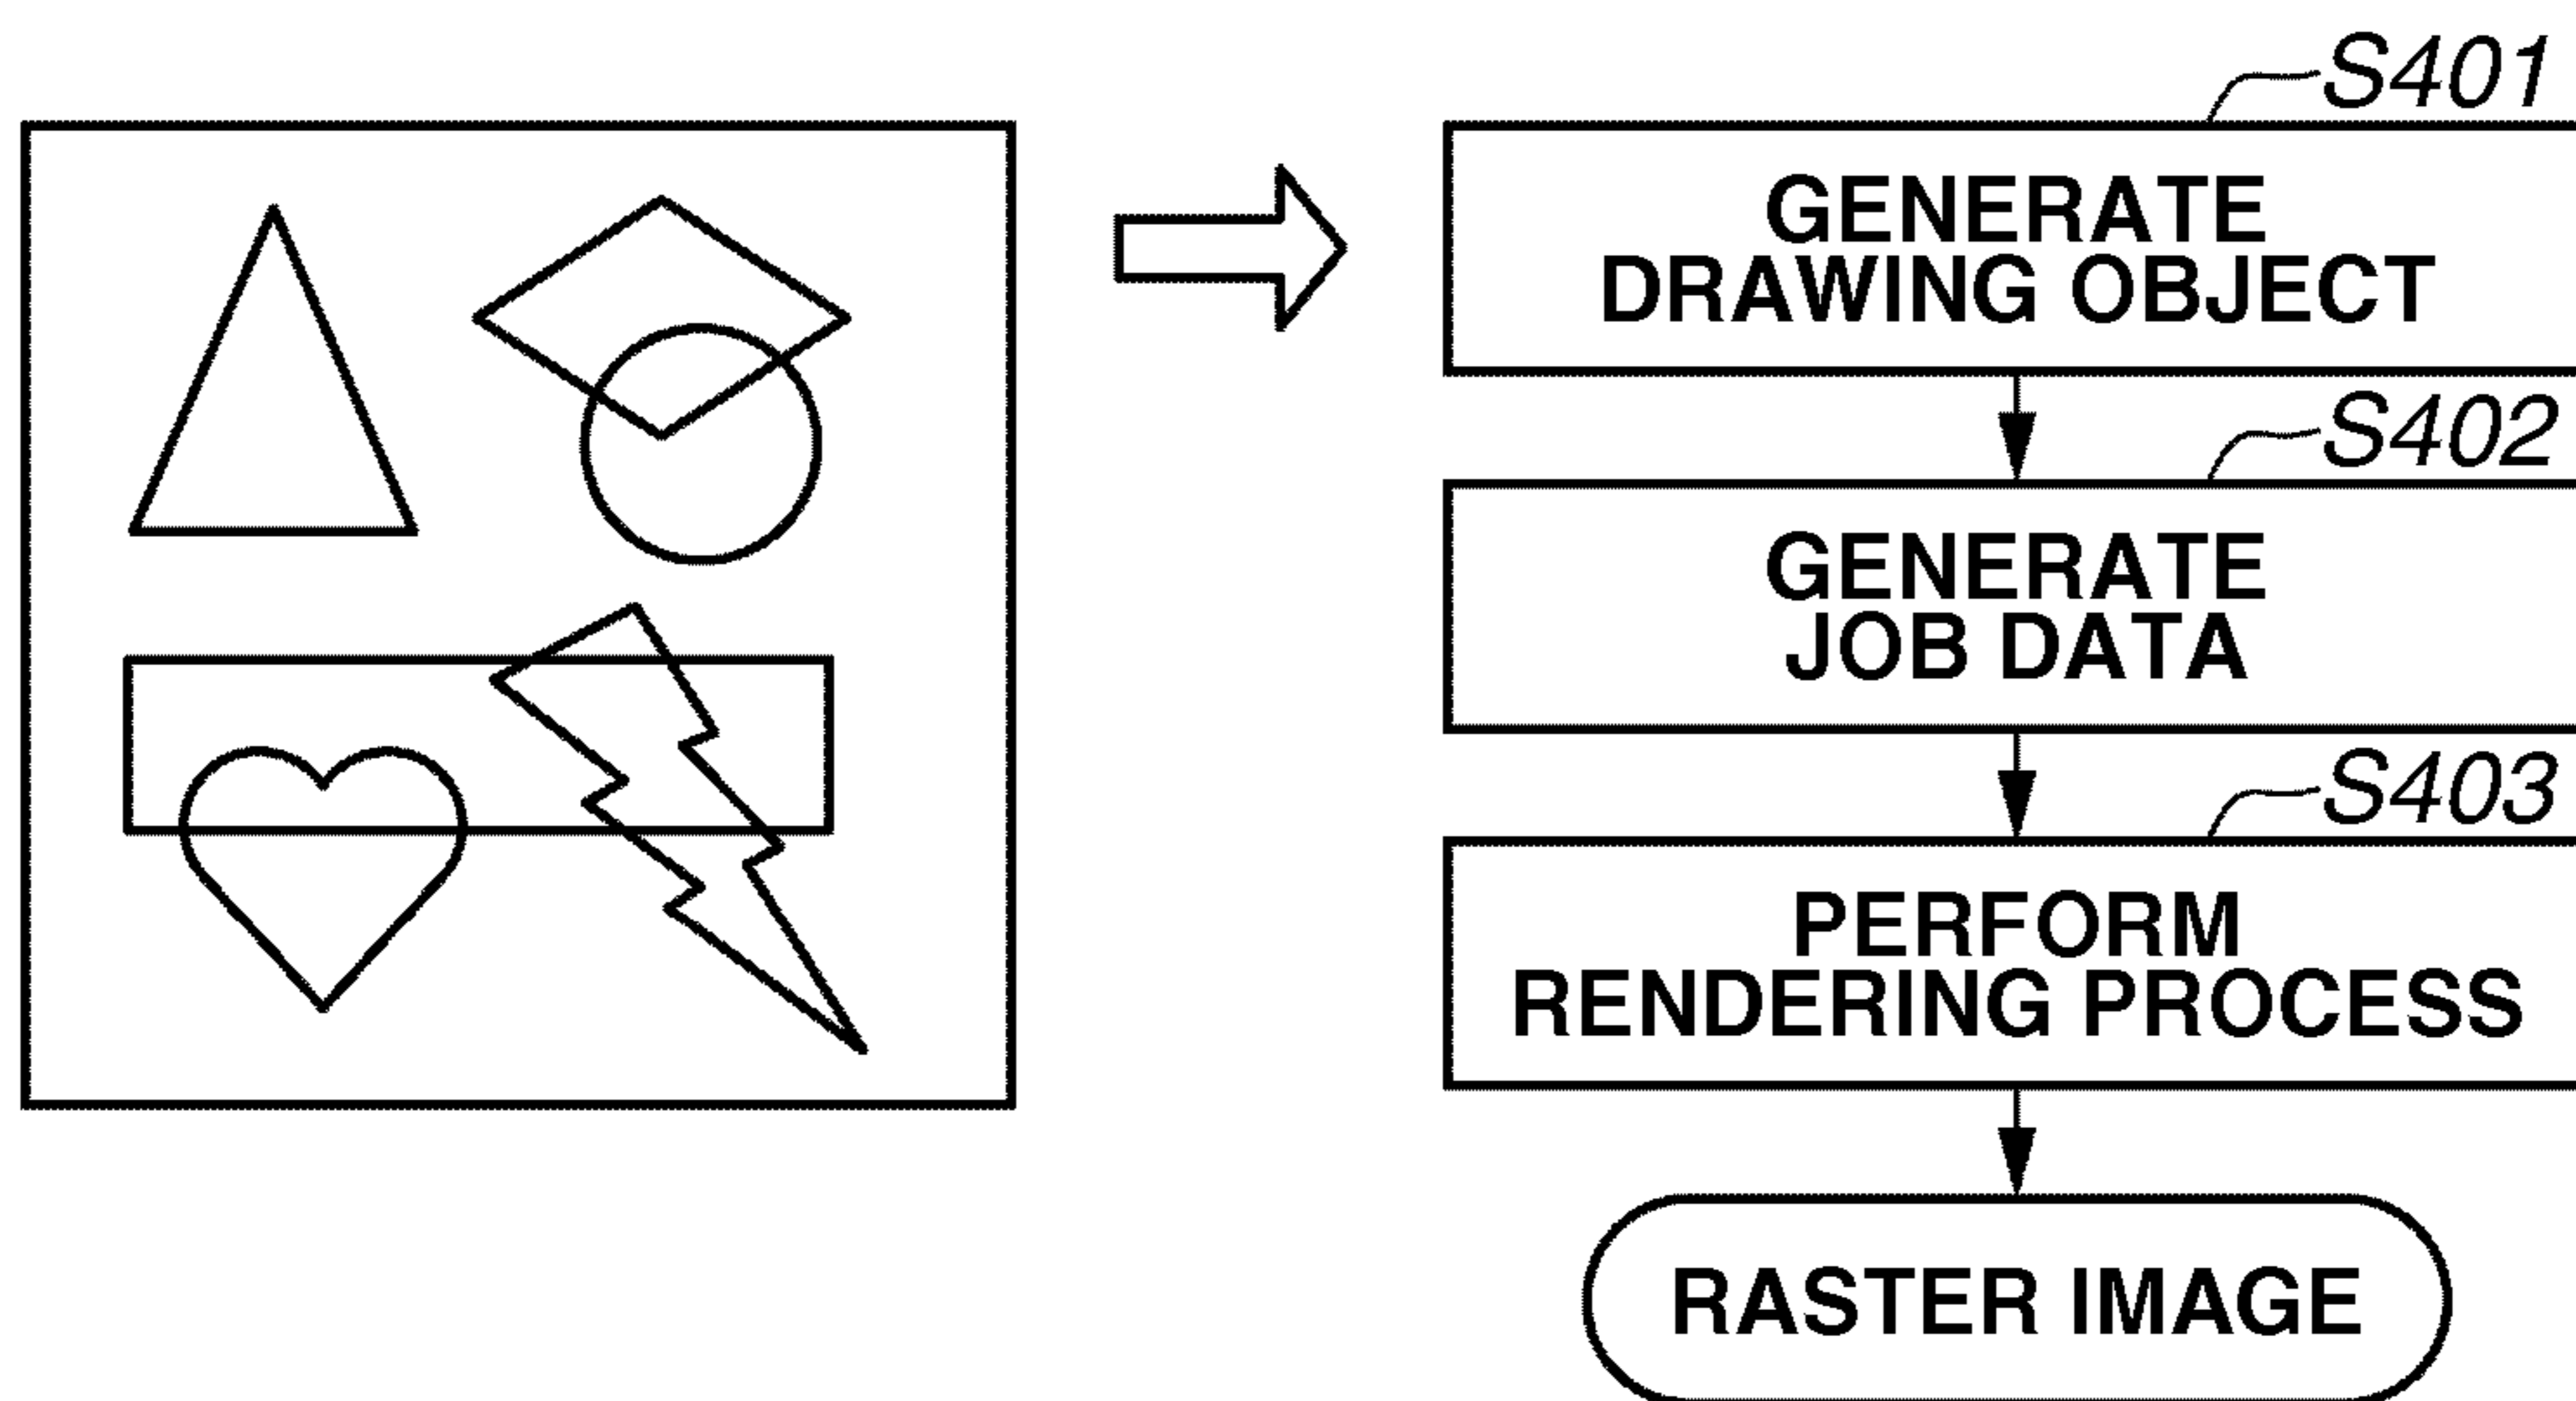 S401
GENERATE
DRAWING OBJECT
S402
GENERATE
JOB DATA
S403
PERFORM
RENDERING PROCESS
RASTER IMAGE